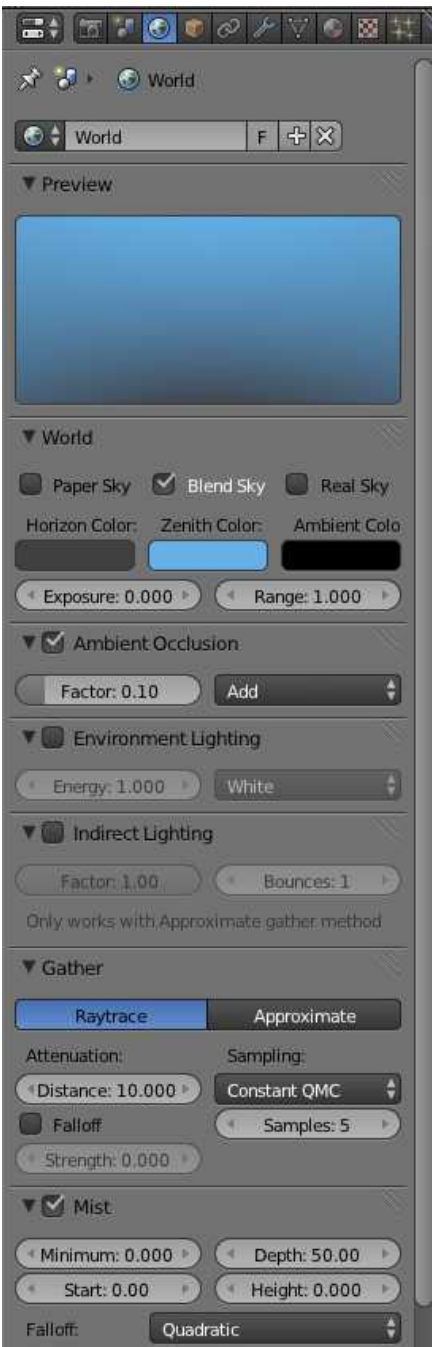 World
World F
Preview
World
Paper Sky Blend Sky Real Sky
Horizon Color: Zenith Color: Ambient Colo
Exposure: 0.000 Range: 1.000
Ambient Occlusion
Factor: 0.10 Add
Environment Lighting
Energy: 1.000 White
Indirect Lighting
Factor: 1.00 Bounces: 1
Only works with Approximate gather method
Gather
Raytrace Approximate
Attenuation: Sampling:
Distance: 10.000 Constant QMC
Falloff Samples: 5
Strength: 0.000
Mist
Minimum: 0.000 Depth: 50.00
Start: 0.00 Height: 0.000
Falloff: Quadratic